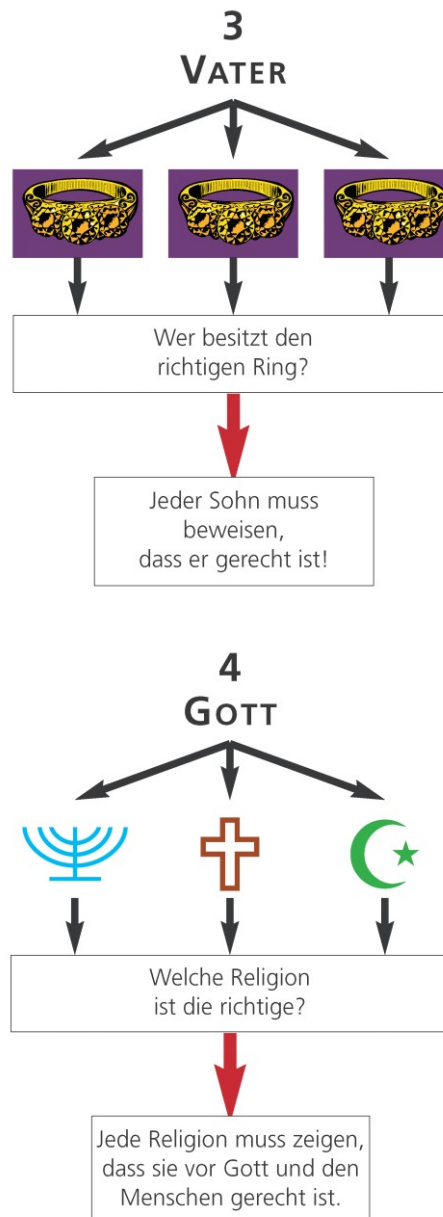 3
VATER
Wer besitzt den
richtigen Ring?
Jeder Sohn muss
beweisen,
dass er gerecht ist!
4
GOTT
Welche Religion
ist die richtige?
Jede Religion muss zeigen,
dass sie vor Gott und den
Menschen gerecht ist.